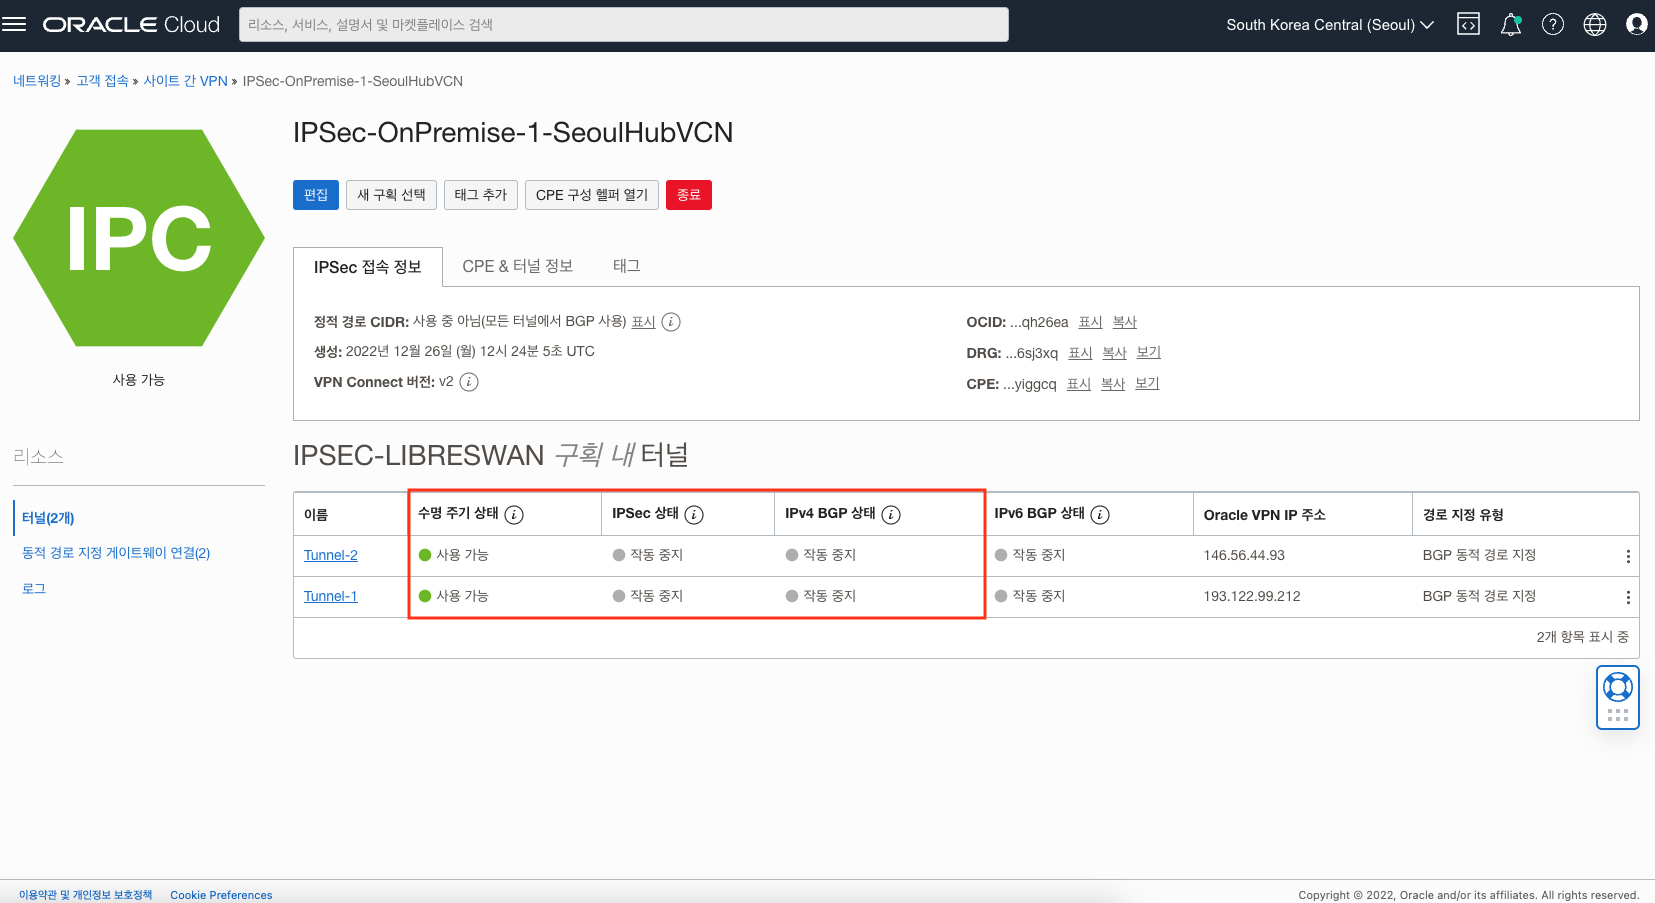 ORACLE Cloud
리소스, 서비스, 설명서 및 마켓플레이스 검색
South Korea Central (Seoul)
네트워킹 » 고객 접속 » 사이트 간 VPN » IPSec-OnPremise-1-SeoulHubVCN
IPC
사용 가능
IPSec-OnPremise-1-SeoulHubVCN
편집 새 구획 선택 태그 추가 CPE 구성 헬퍼 열기 종료
IPSec 접속 정보 CPE & 터널 정보 태그
정적 경로 CIDR: 사용 중 아님(모든 터널에서 BGP 사용) 표시
생성: 2022년 12월 26일 (월) 12시 24분 5초 UTC
VPN Connect 버전: v2
OCID: ...qh26ea 표시 복사
DRG: ...6sj3xq 표시 복사 보기
CPE: ...yiggcq 표시 복사 보기
리소스
터널(2개)
동적 경로 지정 게이트웨이 연결(2)
로그
IPSEC-LIBRESWAN 구획 내 터널
이름 수명 주기 상태 IPSec 상태 IPv4 BGP 상태 IPv6 BGP 상태 Oracle VPN IP 주소 경로 지정 유형
Tunnel-2 사용 가능 작동 중지 작동 중지 작동 중지 146.56.44.93 BGP 동적 경로 지정
Tunnel-1 사용 가능 작동 중지 작동 중지 작동 중지 193.122.99.212 BGP 동적 경로 지정
2개 항목 표시 중
이용약관 및 개인정보 보호정책 Cookie Preferences
Copyright © 2022, Oracle and/or its affiliates. All rights reserved.